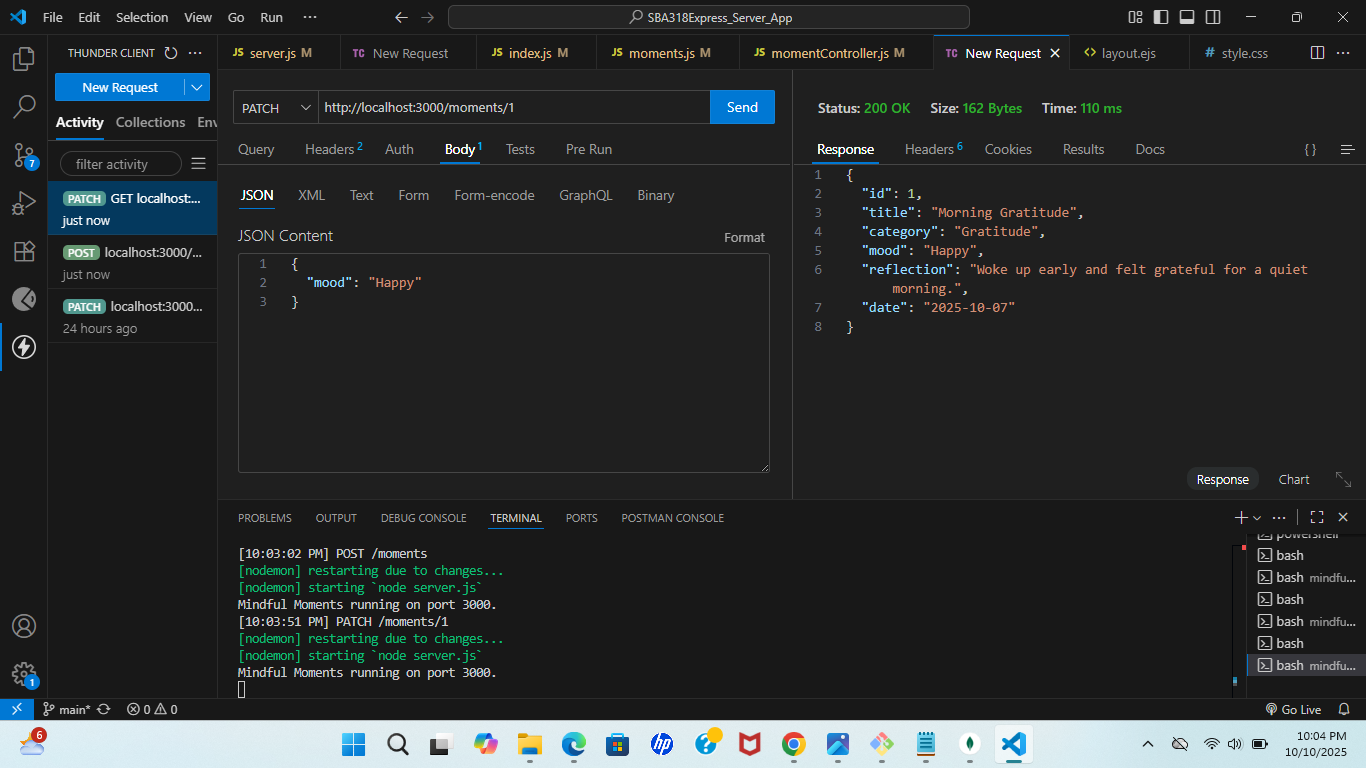 File Edit Selection View Go Run ··· SBA318Express_Server_App
THUNDER CLIENT ···
JS server.js M TC New Request JS index.js M JS moments.js M JS momentController.js M TC New Request <> layout.ejs # style.css ···
New Request
Activity Collections Env
filter activity
PATCH GET localhost:...
just now
POST localhost:3000/...
just now
PATCH localhost:3000...
24 hours ago
7
1
PATCH http://localhost:3000/moments/1 Send
Query Headers 2 Auth Body 1 Tests Pre Run
JSON XML Text Form Form-encode GraphQL Binary
JSON Content Format
1 {
2 "mood": "Happy"
3 }
Status: 200 OK Size: 162 Bytes Time: 110 ms
Response Headers 6 Cookies Results Docs { }
1 {
2 "id": 1,
3 "title": "Morning Gratitude",
4 "category": "Gratitude",
5 "mood": "Happy",
6 "reflection": "Woke up early and felt grateful for a quiet
morning.",
7 "date": "2025-10-07"
8 }
Response Chart
PROBLEMS OUTPUT DEBUG CONSOLE TERMINAL PORTS POSTMAN CONSOLE ···
[10:03:02 PM] POST /moments
[nodemon] restarting due to changes...
[nodemon] starting `node server.js`
Mindful Moments running on port 3000.
[10:03:51 PM] PATCH /moments/1
[nodemon] restarting due to changes...
[nodemon] starting `node server.js`
Mindful Moments running on port 3000.
powershell
bash
bash mindfu...
bash
bash mindfu...
bash
bash mindfu...
main* 0 0 Go Live
6
hp
10:04 PM
10/10/2025